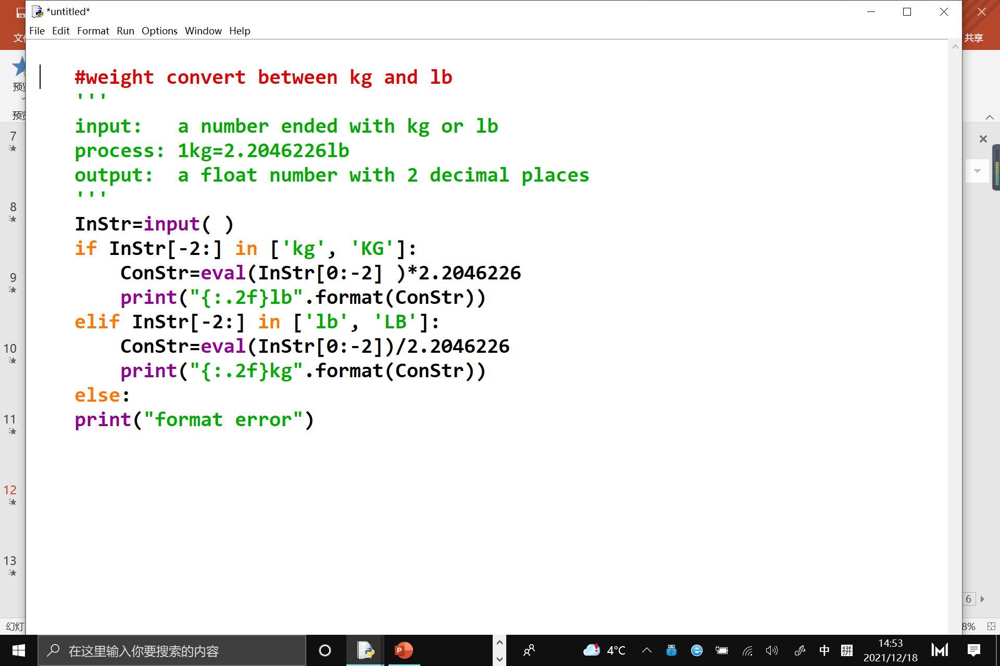 *untitled*
File Edit Format Run Options Window Help
共享
#weight convert between kg and lb
'''
input:   a number ended with kg or lb
process: 1kg=2.2046226lb
output:  a float number with 2 decimal places
'''
InStr=input( )
if InStr[-2:] in ['kg', 'KG']:
    ConStr=eval(InStr[0:-2] )*2.2046226
    print("{:.2f}lb".format(ConStr))
elif InStr[-2:] in ['lb', 'LB']:
    ConStr=eval(InStr[0:-2])/2.2046226
    print("{:.2f}kg".format(ConStr))
else:
print("format error")
7
8
9
10
11
12
13
6
幻灯
8%
在这里输入你要搜索的内容
P
4°C
中
拼
14:53
2021/12/18